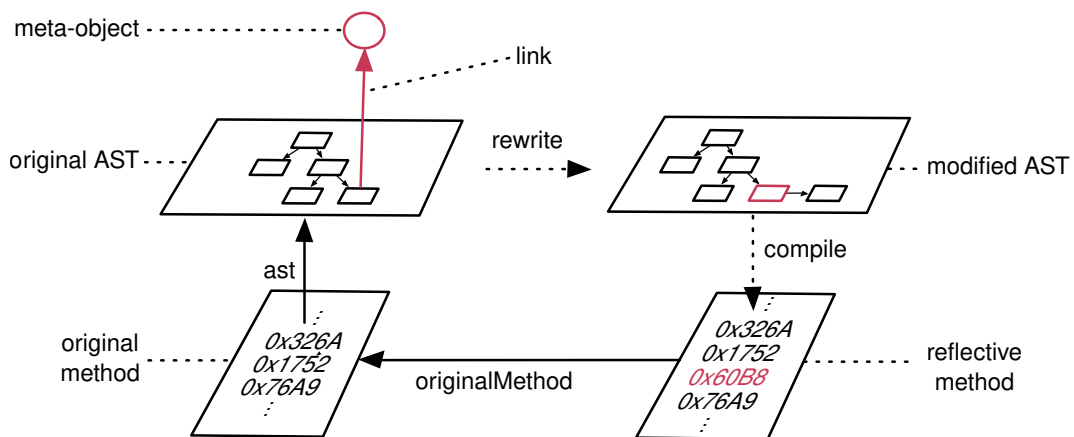 meta-object
link
original AST
rewrite
modified AST
ast
compile
original
method
0x326A
0x1752
0x76A9
originalMethod
0x326A
0x1752
0x60B8
0x76A9
reflective
method